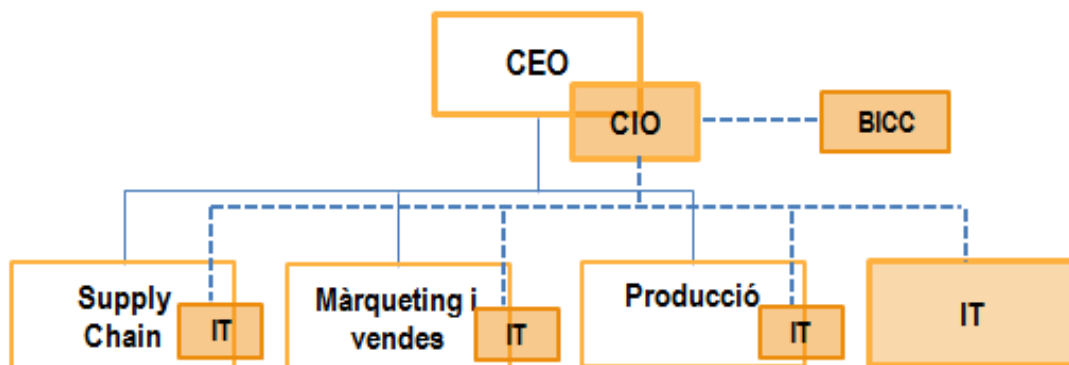 CEO
CIO
BICC
Supply
Chain
IT
Màrqueting i
vendes
IT
Producció
IT
IT